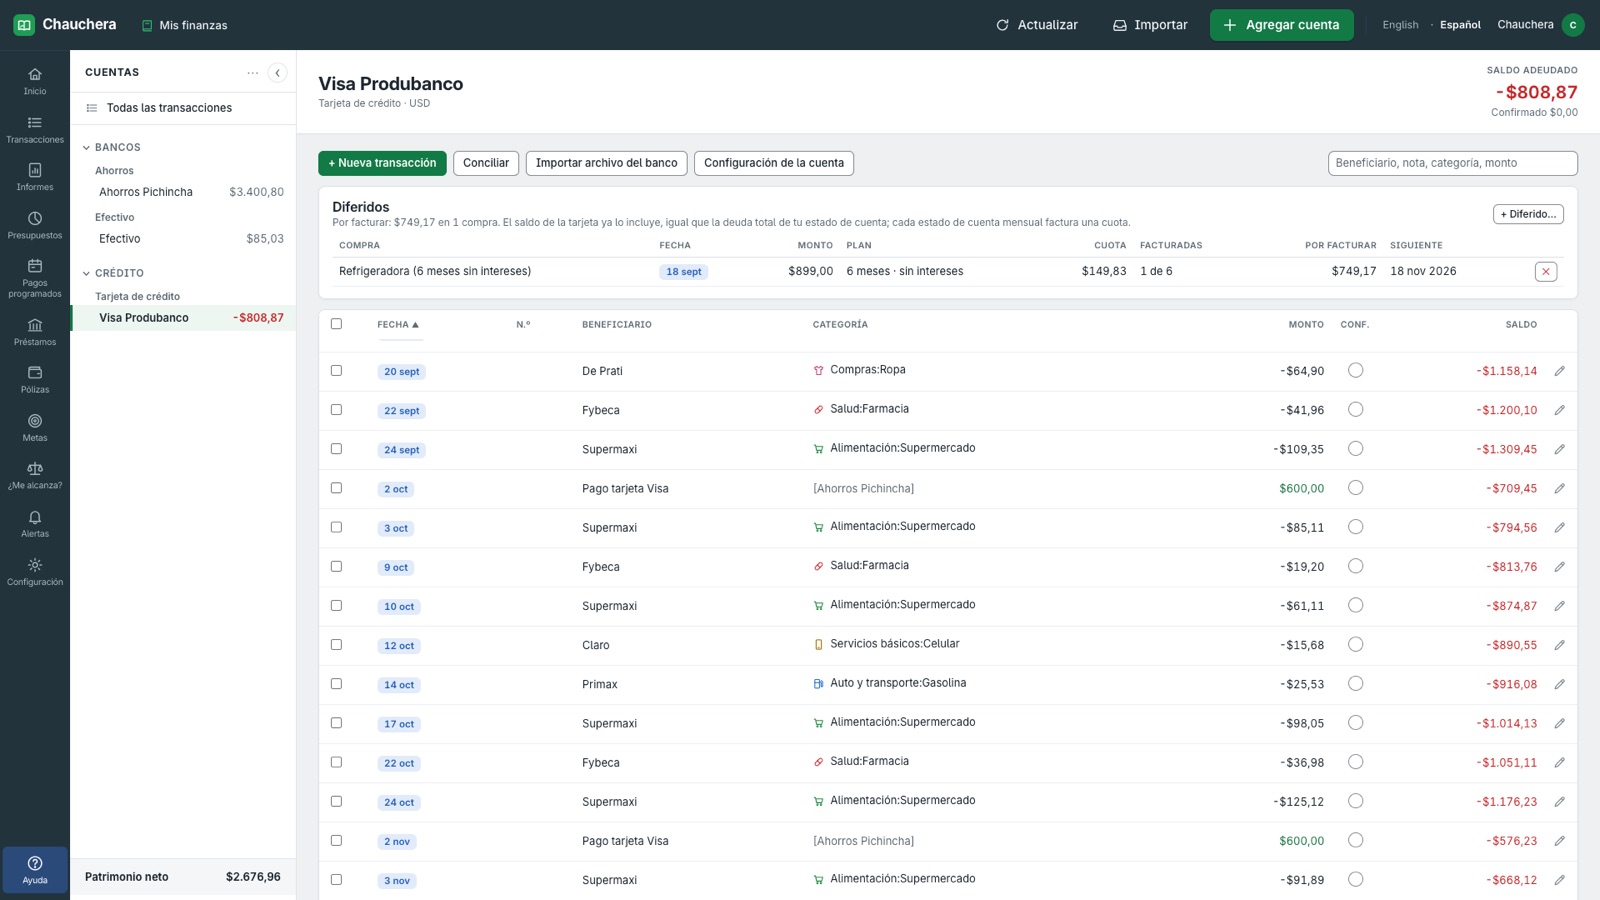 Chauchera
Mis finanzas
Actualizar
Importar
+ Agregar cuenta
English · Español
Chauchera
C
Inicio
Transacciones
Informes
Presupuestos
Pagos programados
Préstamos
Pólizas
Metas
¿Me alcanza?
Alertas
Configuración
Ayuda
CUENTAS
Todas las transacciones
BANCOS
Ahorros
Ahorros Pichincha $3.400,80
Efectivo
Efectivo $85,03
CRÉDITO
Tarjeta de crédito
Visa Produbanco -$808,87
Patrimonio neto $2.676,96
Visa Produbanco
Tarjeta de crédito · USD
SALDO ADEUDADO
-$808,87
Confirmado $0,00
+ Nueva transacción
Conciliar
Importar archivo del banco
Configuración de la cuenta
Beneficiario, nota, categoría, monto
Diferidos
Por facturar: $749,17 en 1 compra. El saldo de la tarjeta ya lo incluye, igual que la deuda total de tu estado de cuenta; cada estado de cuenta mensual factura una cuota.
+ Diferido...
COMPRA FECHA MONTO PLAN CUOTA FACTURADAS POR FACTURAR SIGUIENTE
Refrigeradora (6 meses sin intereses) 18 sept $899,00 6 meses · sin intereses $149,83 1 de 6 $749,17 18 nov 2026
FECHA ▲ N.º BENEFICIARIO CATEGORÍA MONTO CONF. SALDO
20 sept De Prati Compras:Ropa -$64,90 -$1.158,14
22 sept Fybeca Salud:Farmacia -$41,96 -$1.200,10
24 sept Supermaxi Alimentación:Supermercado -$109,35 -$1.309,45
2 oct Pago tarjeta Visa [Ahorros Pichincha] $600,00 -$709,45
3 oct Supermaxi Alimentación:Supermercado -$85,11 -$794,56
9 oct Fybeca Salud:Farmacia -$19,20 -$813,76
10 oct Supermaxi Alimentación:Supermercado -$61,11 -$874,87
12 oct Claro Servicios básicos:Celular -$15,68 -$890,55
14 oct Primax Auto y transporte:Gasolina -$25,53 -$916,08
17 oct Supermaxi Alimentación:Supermercado -$98,05 -$1.014,13
22 oct Fybeca Salud:Farmacia -$36,98 -$1.051,11
24 oct Supermaxi Alimentación:Supermercado -$125,12 -$1.176,23
2 nov Pago tarjeta Visa [Ahorros Pichincha] $600,00 -$576,23
3 nov Supermaxi Alimentación:Supermercado -$91,89 -$668,12